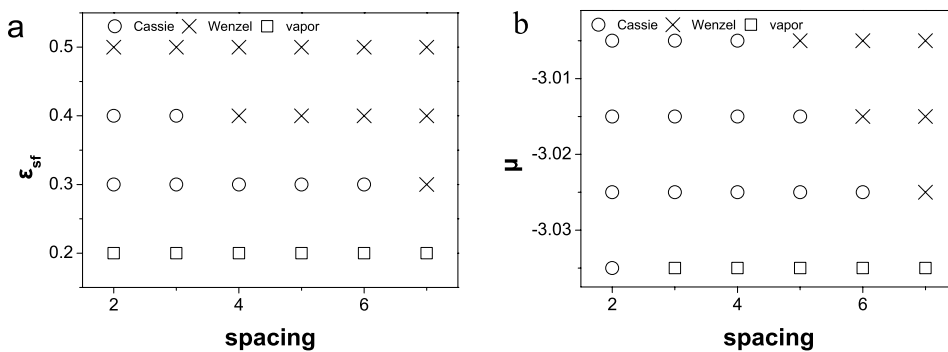 a
Cassie Wenzel vapor
0.5
0.4
0.3
0.2
εsf
2 4 6
spacing
b
Cassie Wenzel vapor
-3.01
-3.02
-3.03
μ
2 4 6
spacing